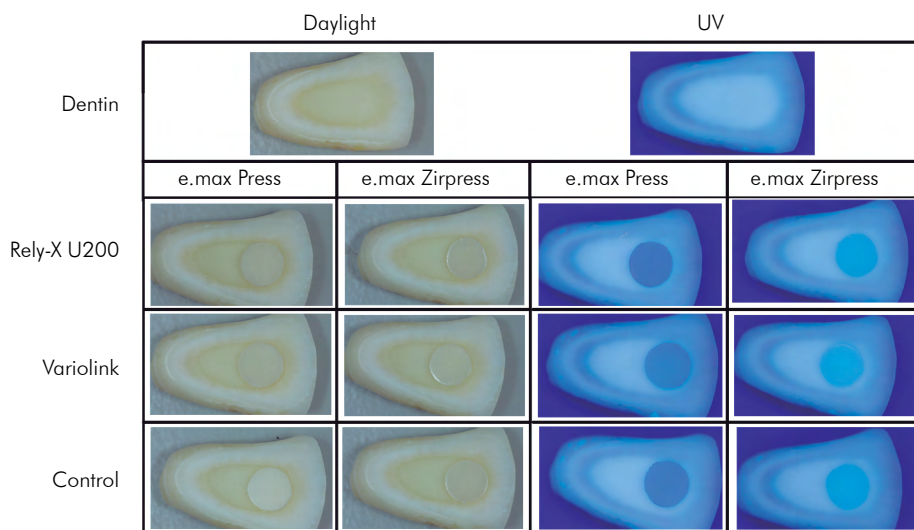 Daylight UV
Dentin
e.max Press e.max Zirpress e.max Press e.max Zirpress
Rely-X U200
Variolink
Control